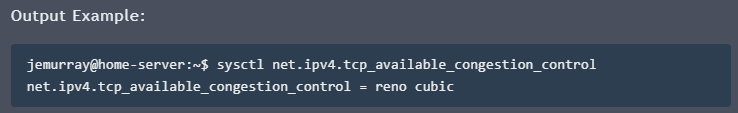 Output Example:
jemurray@home-server:~$ sysctl net.ipv4.tcp_available_congestion_control
net.ipv4.tcp_available_congestion_control = reno cubic